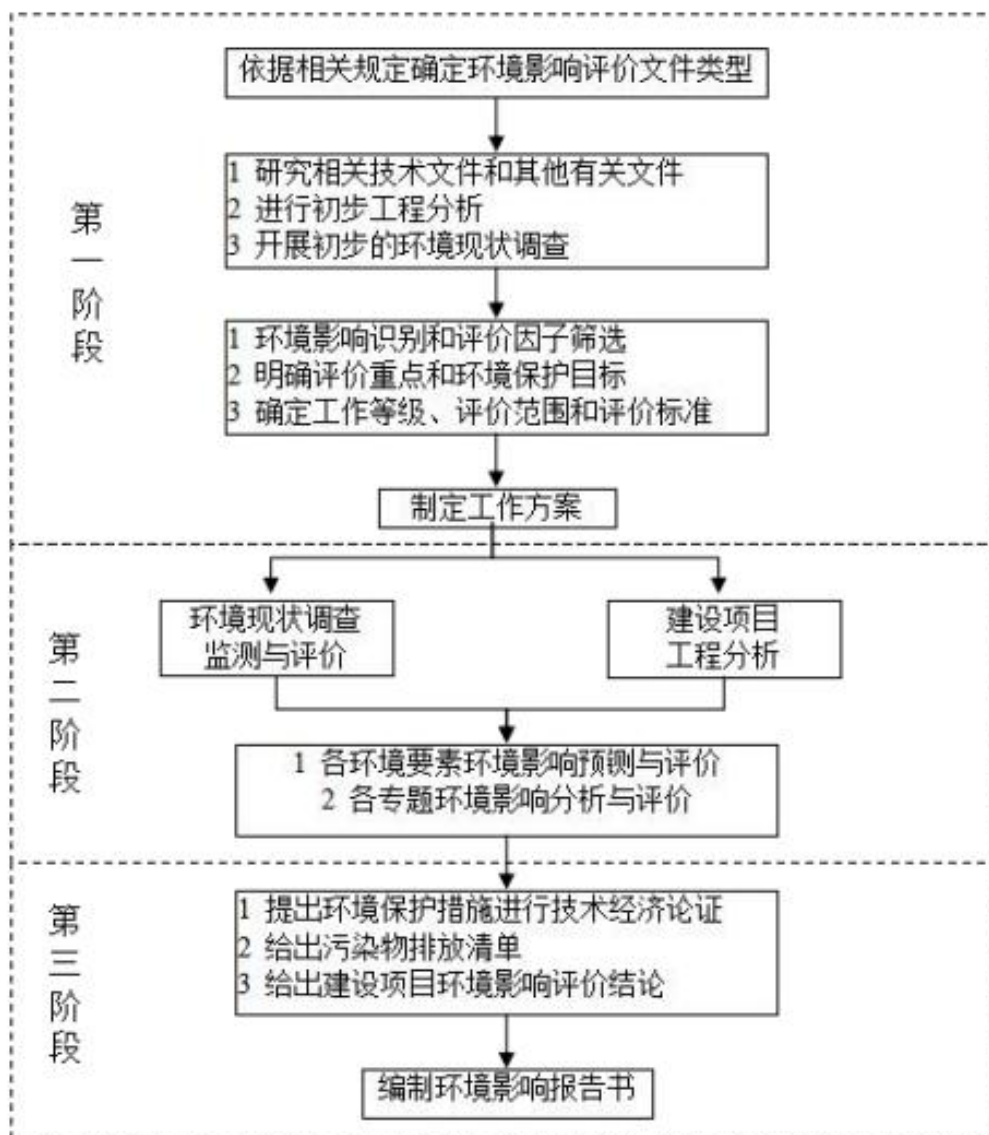 依据相关规定确定环境影响评价文件类型
第一阶段
1 研究相关技术文件和其他有关文件
2 进行初步工程分析
3 开展初步的环境现状调查
1 环境影响识别和评价因子筛选
2 明确评价重点和环境保护目标
3 确定工作等级、评价范围和评价标准
制定工作方案
第二阶段
环境现状调查
监测与评价
建设项目
工程分析
1 各环境要素环境影响预测与评价
2 各专题环境影响分析与评价
第三阶段
1 提出环境保护措施进行技术经济论证
2 给出污染物排放清单
3 给出建设项目环境影响评价结论
编制环境影响报告书